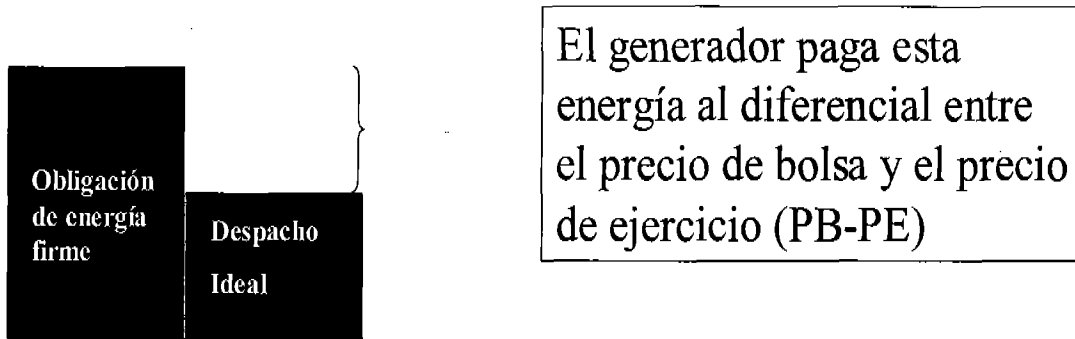 Obligación
de energía
firme
Despacho
Ideal
El generador paga esta
energía al diferencial entre
el precio de bolsa y el precio
de ejercicio (PB-PE)